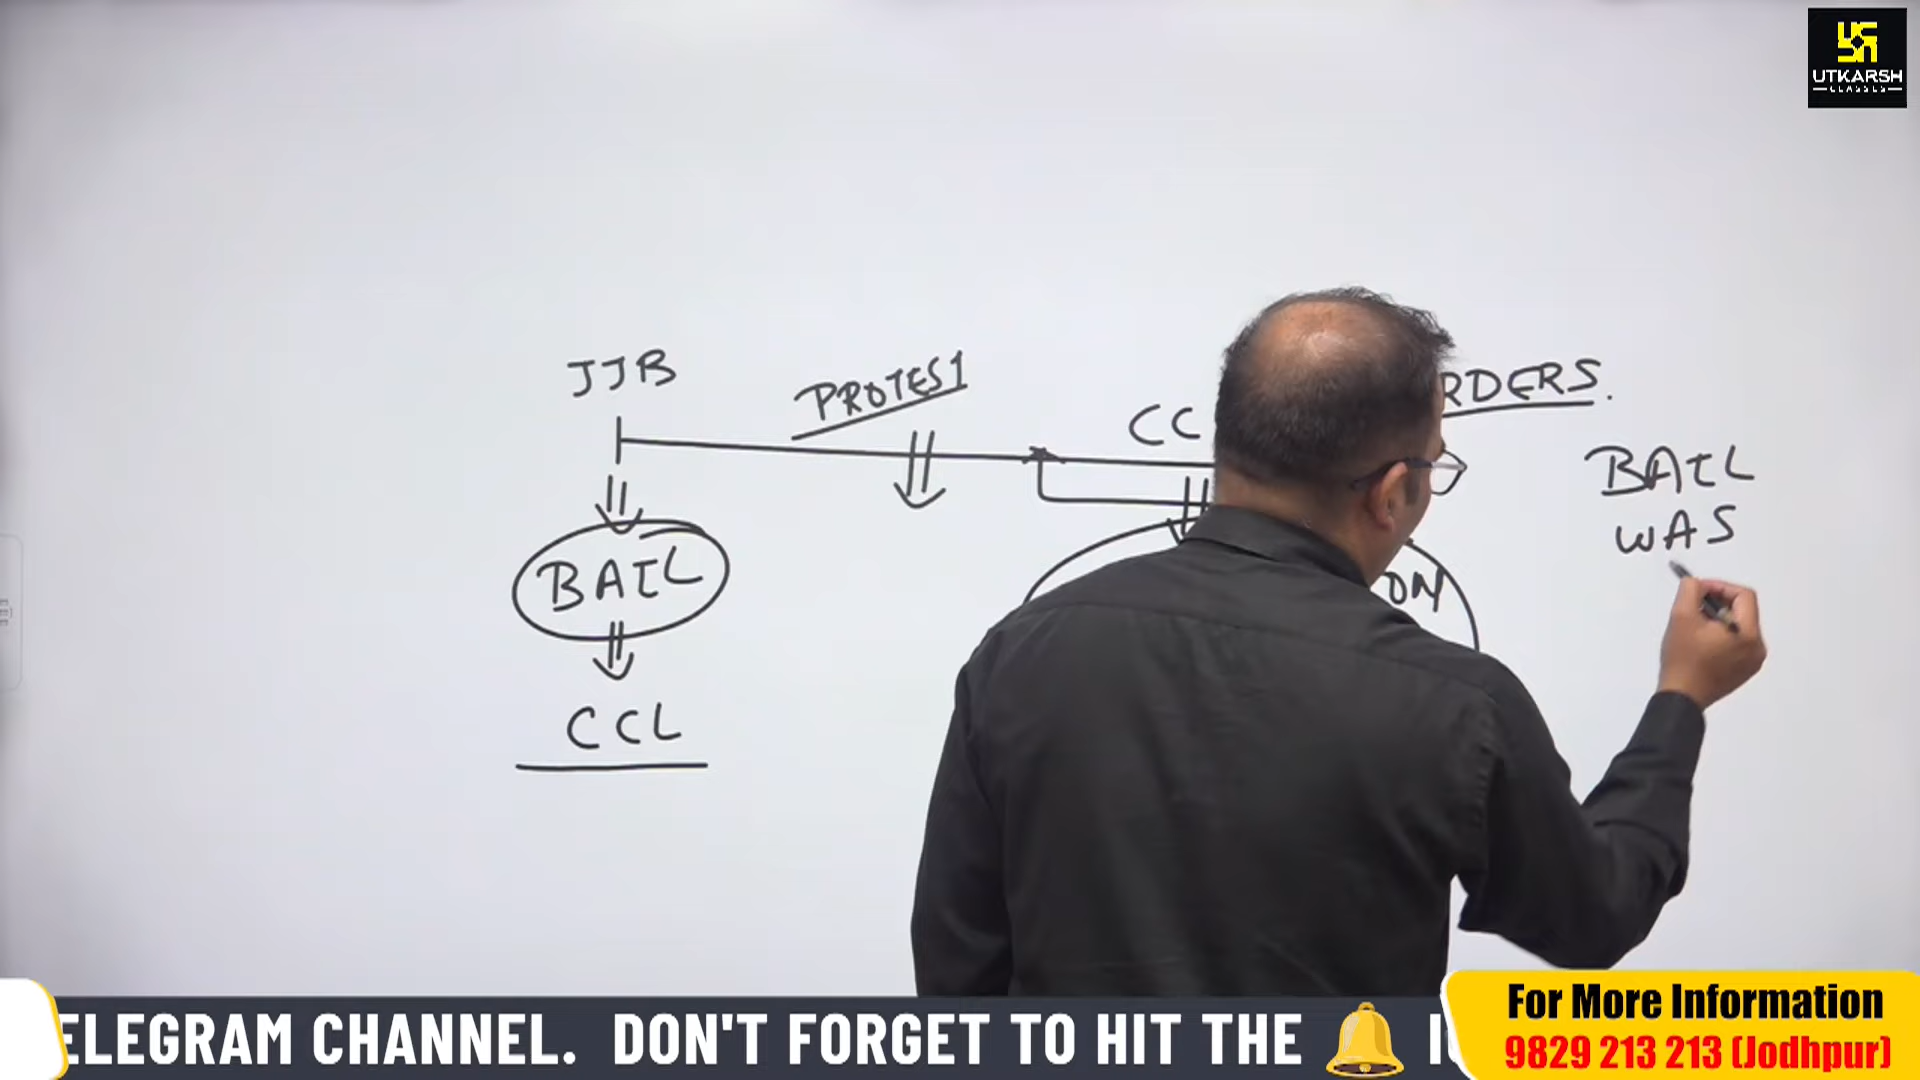 UTKARSH
CLASSES
JJB
PROTEST
RDERS.
CC
BAIL
WAS
BAIL
ON
CCL
ELEGRAM CHANNEL. DON'T FORGET TO HIT THE
For More Information
9829 213 213 (Jodhpur)